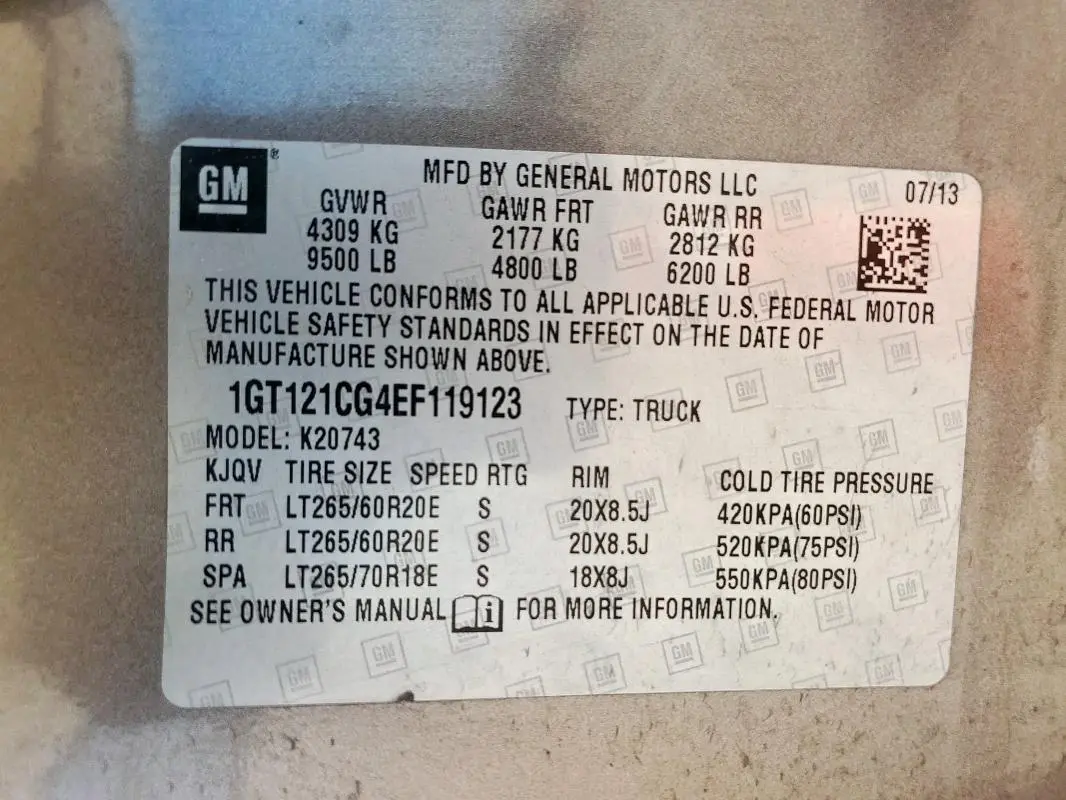 GM®
MFD BY GENERAL MOTORS LLC 07/13
GVWR GAWR FRT GAWR RR
4309 KG 2177 KG 2812 KG
9500 LB 4800 LB 6200 LB
THIS VEHICLE CONFORMS TO ALL APPLICABLE U.S. FEDERAL MOTOR
VEHICLE SAFETY STANDARDS IN EFFECT ON THE DATE OF
MANUFACTURE SHOWN ABOVE.
1GT121CG4EF119123 TYPE: TRUCK
MODEL: K20743
KJQV TIRE SIZE SPEED RTG RIM COLD TIRE PRESSURE
FRT LT265/60R20E S 20X8.5J 420KPA(60PSI)
RR LT265/60R20E S 20X8.5J 520KPA(75PSI)
SPA LT265/70R18E S 18X8J 550KPA(80PSI)
SEE OWNER'S MANUAL i FOR MORE INFORMATION.